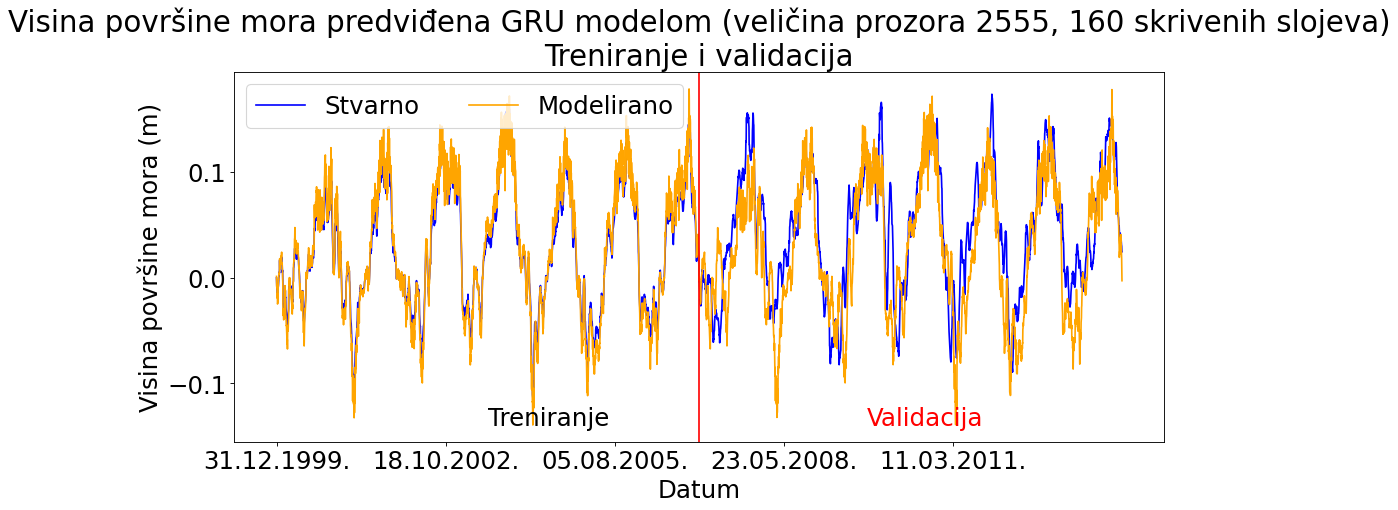 Visina površine mora predviđena GRU modelom (veličina prozora 2555, 160 skrivenih slojeva)
Treniranje i validacija
Stvarno
Modelirano
Visina površine mora (m)
0.1
0.0
−0.1
Treniranje
Validacija
31.12.1999.
18.10.2002.
05.08.2005.
23.05.2008.
11.03.2011.
Datum